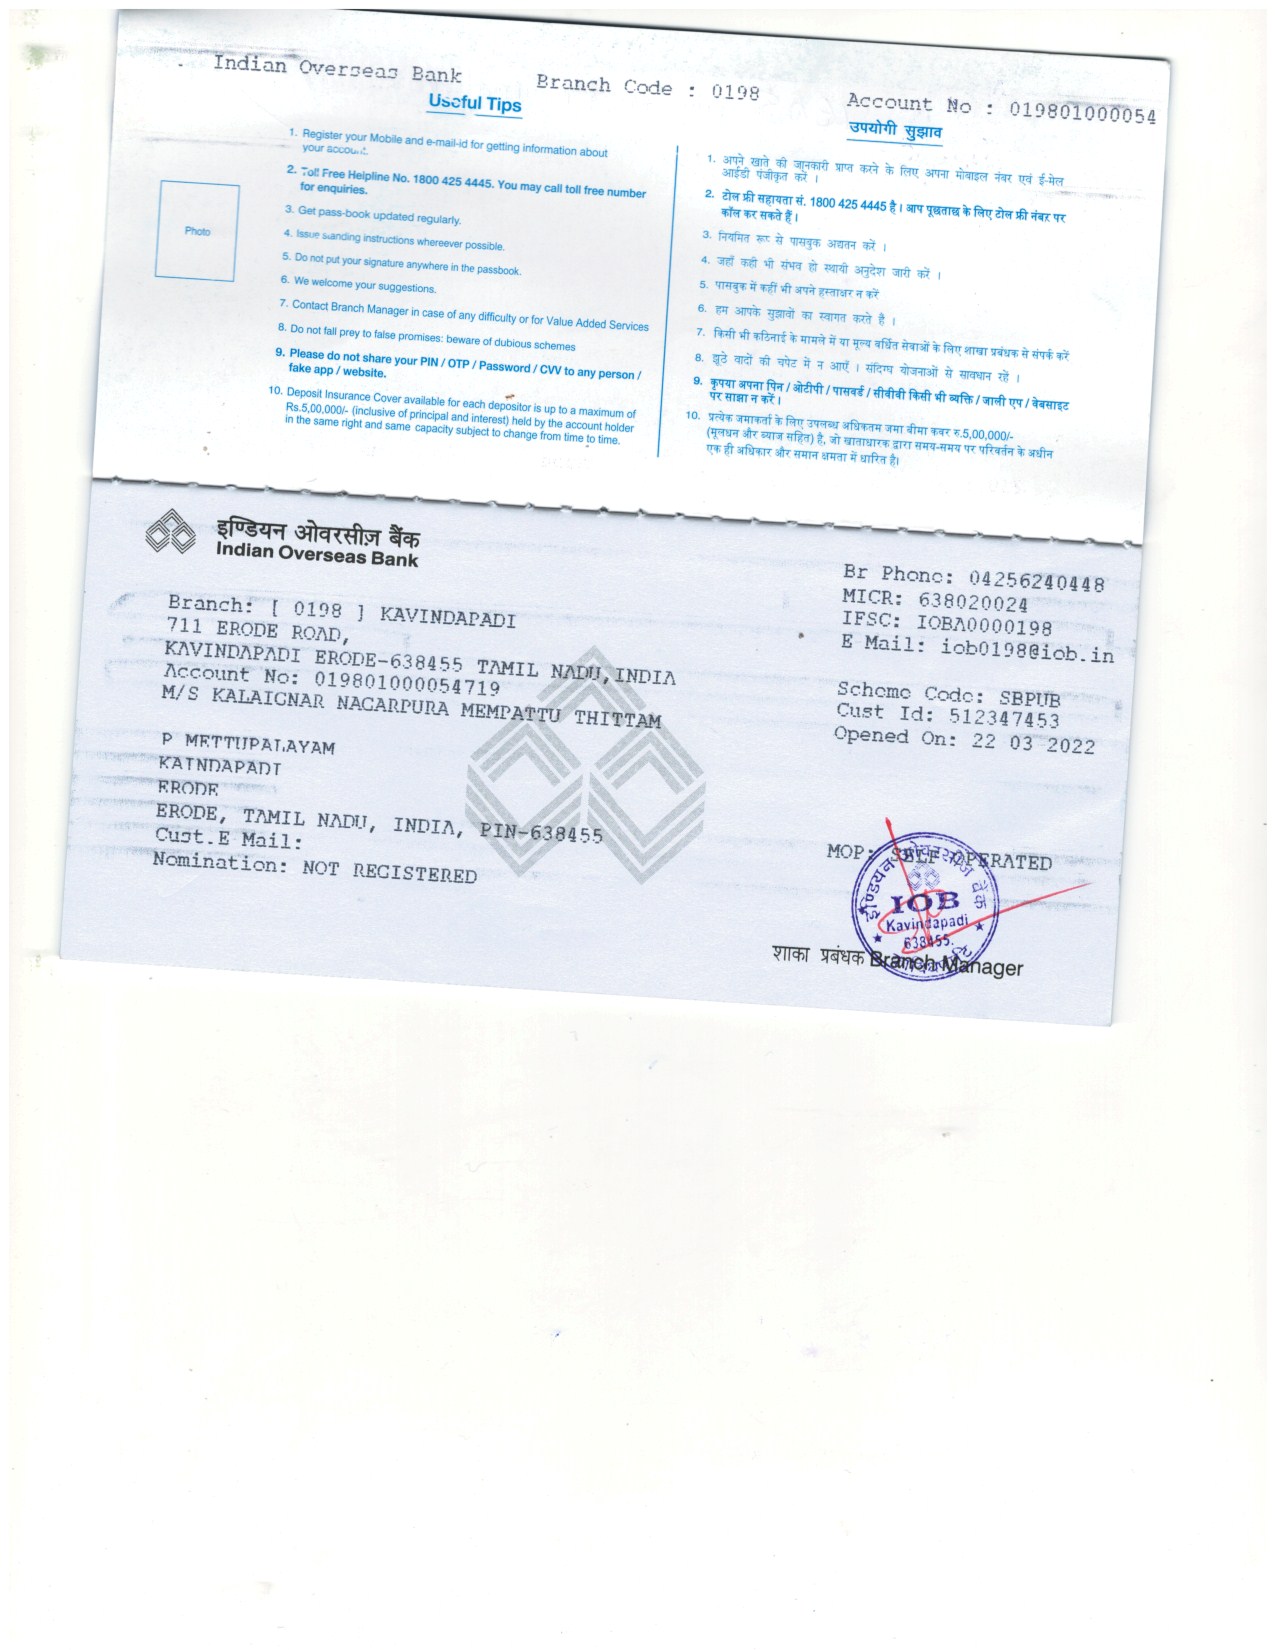 Indian Overseas Bank Branch Code : 0198 Account No : 019801000054
Useful Tips
1. Register your Mobile and e-mail-id for getting information about
your account.
2. Toll Free Helpline No. 1800 425 4445. You may call toll free number
for enquiries.
3. Get pass-book updated regularly.
4. Issue standing instructions whereever possible.
5. Do not put your signature anywhere in the passbook.
6. We welcome your suggestions.
7. Contact Branch Manager in case of any difficulty or for Value Added Services
8. Do not fall prey to false promises: beware of dubious schemes
9. Please do not share your PIN / OTP / Password / CVV to any person /
fake app / website.
10. Deposit Insurance Cover available for each depositor is up to a maximum of
Rs.5,00,000/- (inclusive of principal and interest) held by the account holder
in the same right and same capacity subject to change from time to time.
Photo
उपयोगी सुझाव
1. अपने खाते की जानकारी प्राप्त करने के लिए अपना मोबाइल नंबर एवं ई-मेल
आईडी पंजीकृत करें ।
2. टोल फ्री सहायता सं. 1800 425 4445 है। आप पूछताछ के लिए टोल फ्री नंबर पर
कॉल कर सकते हैं।
3. नियमित रूप से पासबुक अद्यतन करें ।
4. जहाँ कही भी संभव हो स्थायी अनुदेश जारी करें ।
5. पासबुक में कहीं भी अपने हस्ताक्षर न करें
6. हम आपके सुझावों का स्वागत करते है ।
7. किसी भी कठिनाई के मामले में या मूल्य वर्धित सेवाओं के लिए शाखा प्रबंधक से संपर्क करें
8. झूठे वादों की चपेट में न आएँ । संदिग्ध योजनाओं से सावधान रहें ।
9. कृपया अपना पिन / ओटीपी / पासवर्ड / सीवीवी किसी भी व्यक्ति / जाली एप / वेबसाइट
पर साझा न करें।
10. प्रत्येक जमाकर्ता के लिए उपलब्ध अधिकतम जमा बीमा कवर रु.5,00,000/-
(मूलधन और ब्याज सहित) है, जो खाताधारक द्वारा समय-समय पर परिवर्तन के अधीन
एक ही अधिकार और समान क्षमता में धारित है।
इण्डियन ओवरसीज़ बैंक
Indian Overseas Bank
Branch: [ 0198 ] KAVINDAPADI
711 ERODE ROAD,
KAVINDAPADI ERODE-638455 TAMIL NADU,INDIA
Account No: 019801000054719
M/S KALAIGNAR NAGARPURA MEMPATTU THITTAM
P METTUPALAYAM
KAINDAPADI
ERODE
ERODE, TAMIL NADU, INDIA, PIN-638455
Cust.E Mail:
Nomination: NOT REGISTERED
Br Phone: 04256240448
MICR: 638020024
IFSC: IOBA0000198
E Mail: iob0198@iob.in
Scheme Code: SBPUB
Cust Id: 512347453
Opened On: 22 03 2022
MOP: SELF OPERATED
इण्डियन ओवरसीज़ बैंक
IOB
Kavindapadi
638455.
शाका प्रबंधक Branch Manager